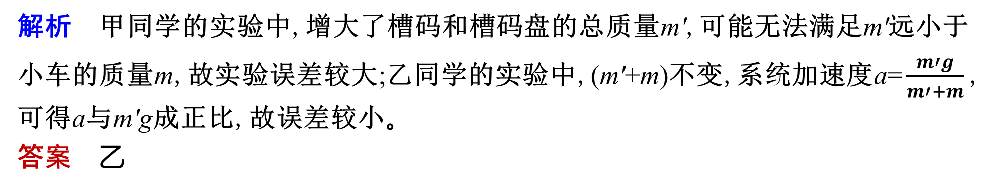 解析　甲同学的实验中, 增大了槽码和槽码盘的总质量m′, 可能无法满足m′远小于
小车的质量m, 故实验误差较大;乙同学的实验中, (m′+m)不变, 系统加速度a=\frac{m′g}{m′+m},
可得a与m′g成正比, 故误差较小。
答案　乙